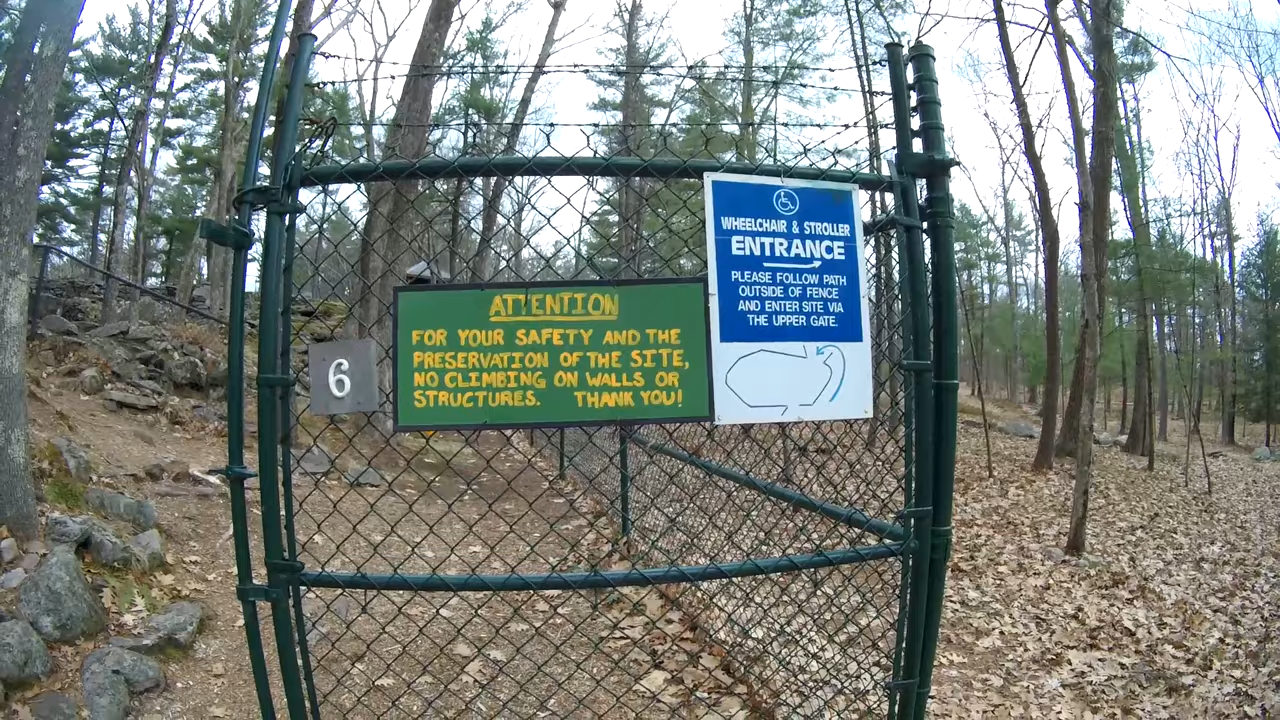 6
ATTENTION
FOR YOUR SAFETY AND THE
PRESERVATION OF THE SITE,
NO CLIMBING ON WALLS OR
STRUCTURES. THANK YOU!
WHEELCHAIR & STROLLER
ENTRANCE
PLEASE FOLLOW PATH
OUTSIDE OF FENCE
AND ENTER SITE VIA
THE UPPER GATE.